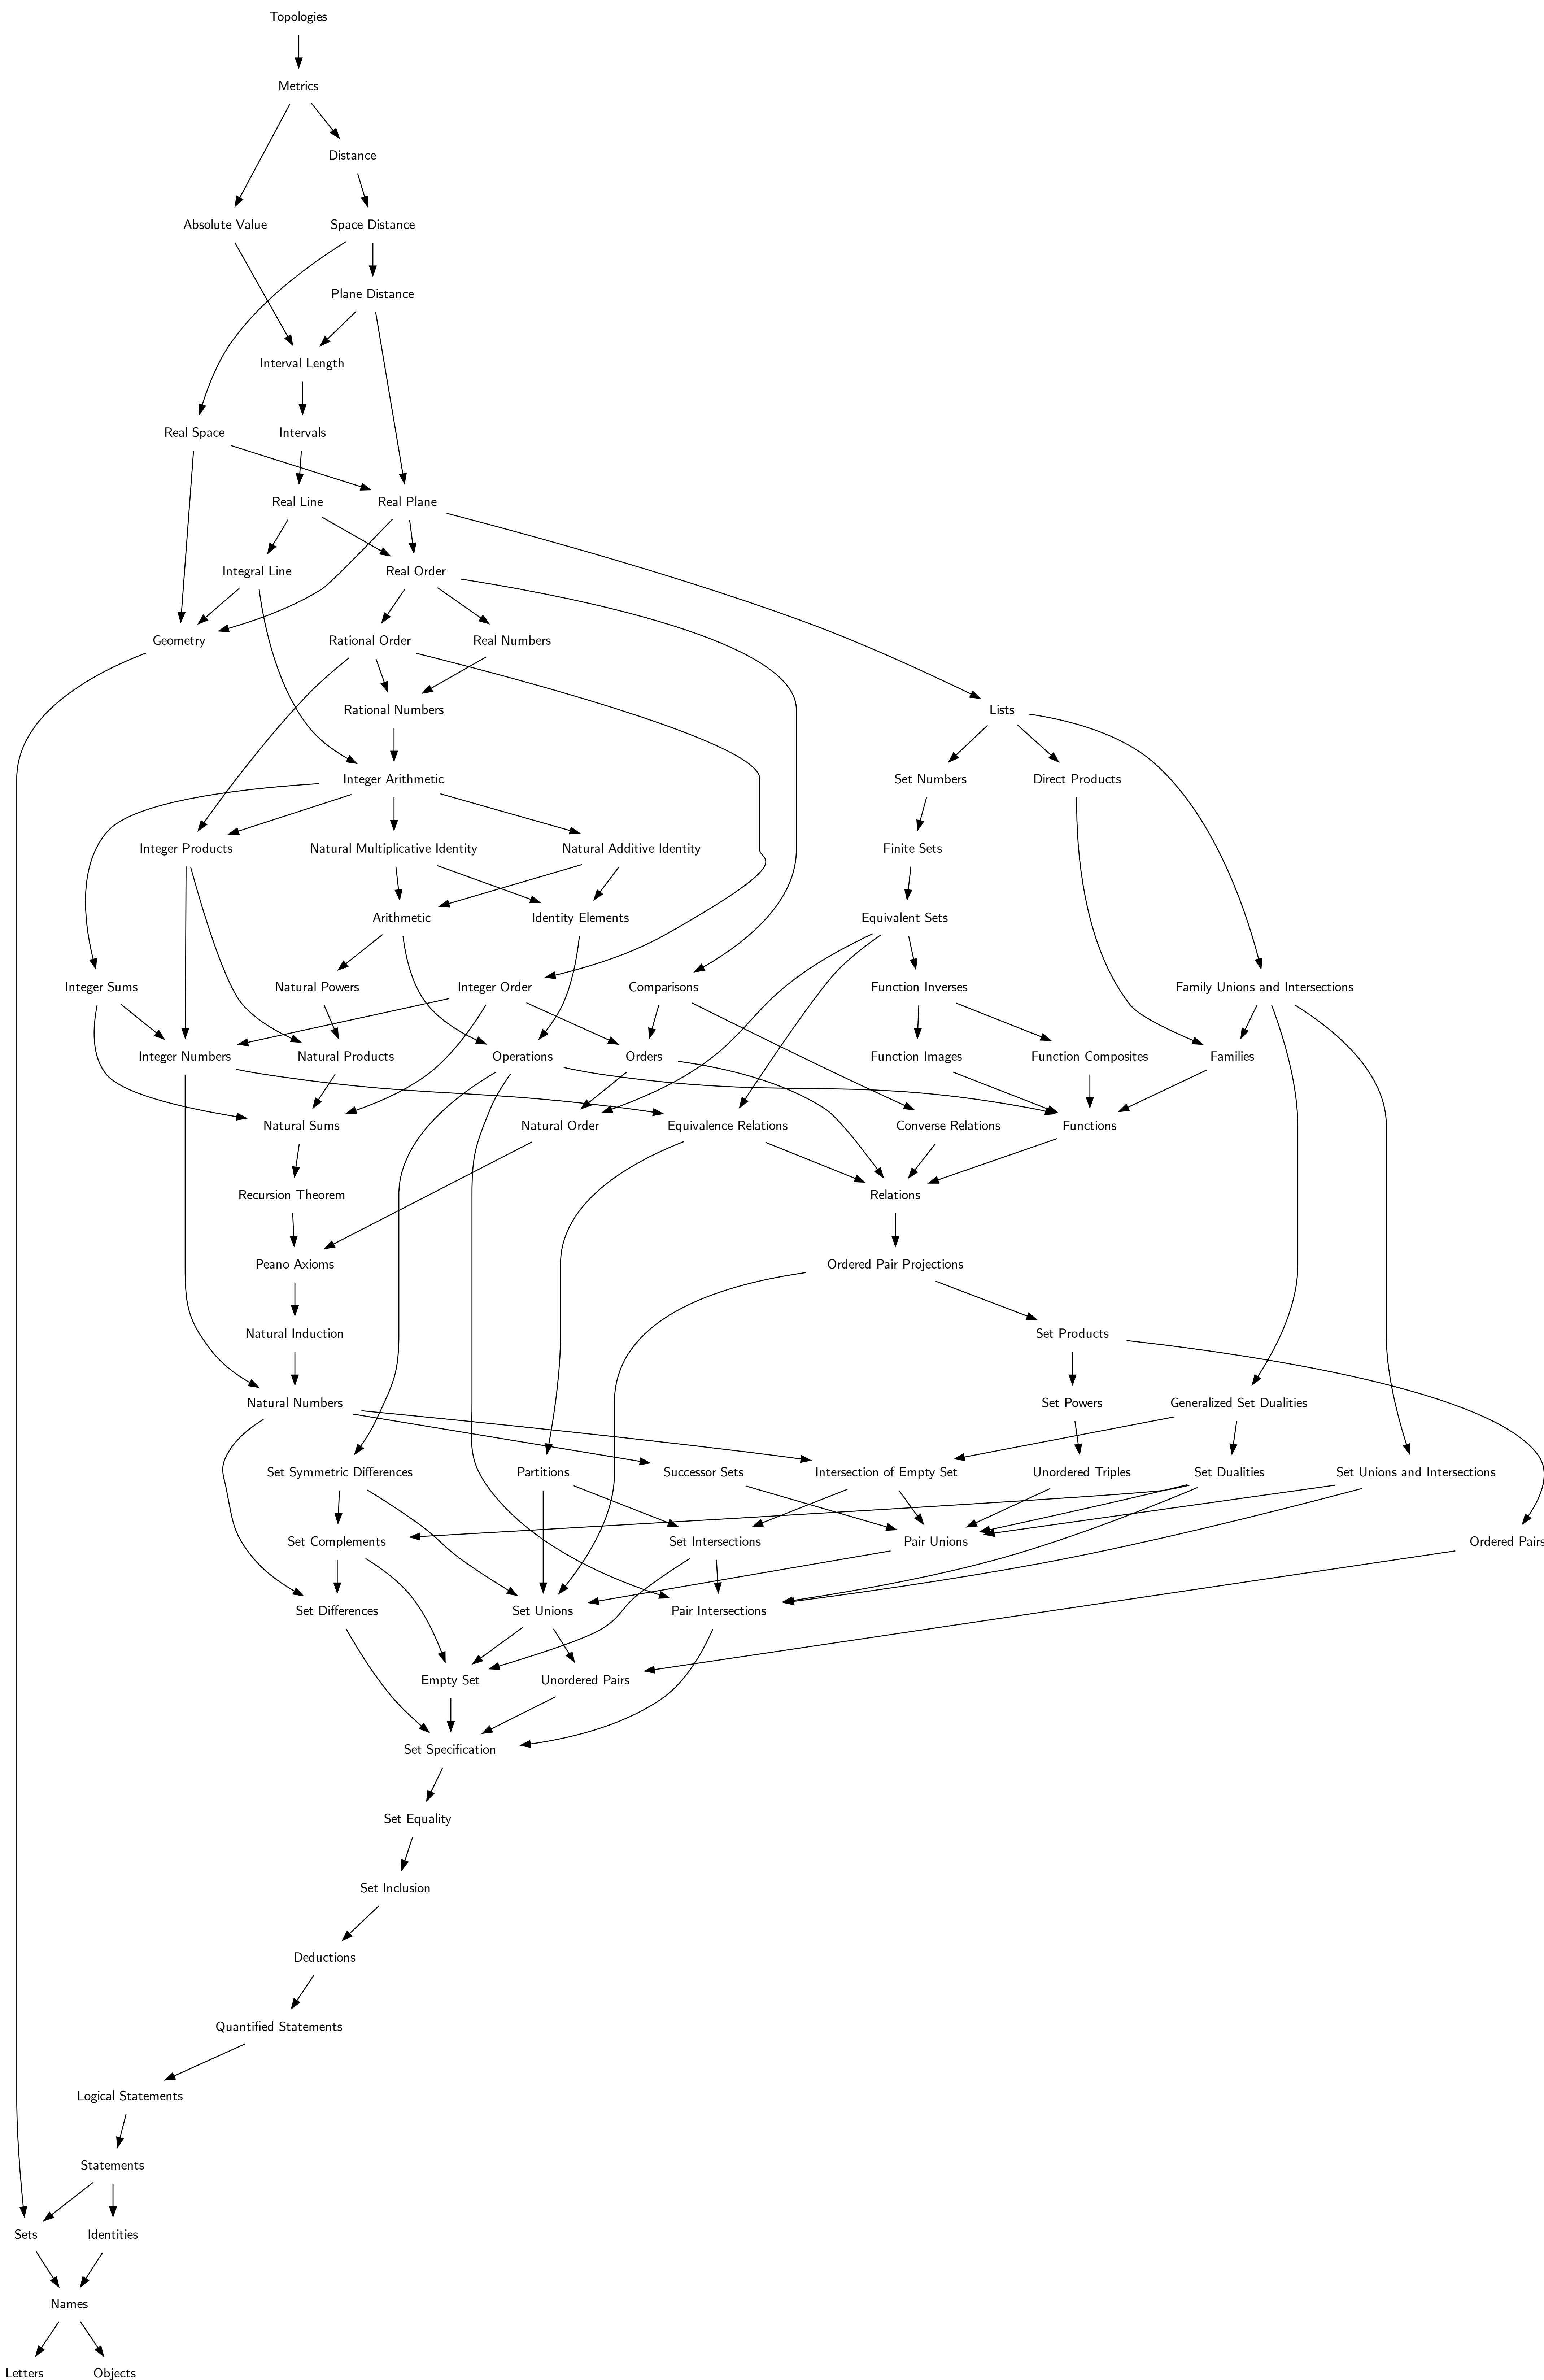 Topologies
Metrics
Distance
Absolute Value
Space Distance
Plane Distance
Interval Length
Real Space
Intervals
Real Line
Real Plane
Integral Line
Real Order
Geometry
Rational Order
Real Numbers
Rational Numbers
Lists
Integer Arithmetic
Set Numbers
Direct Products
Integer Products
Natural Multiplicative Identity
Natural Additive Identity
Finite Sets
Arithmetic
Identity Elements
Equivalent Sets
Integer Sums
Natural Powers
Integer Order
Comparisons
Function Inverses
Family Unions and Intersections
Integer Numbers
Natural Products
Operations
Orders
Function Images
Function Composites
Families
Natural Sums
Natural Order
Equivalence Relations
Converse Relations
Functions
Recursion Theorem
Relations
Peano Axioms
Ordered Pair Projections
Natural Induction
Set Products
Natural Numbers
Set Powers
Generalized Set Dualities
Set Symmetric Differences
Partitions
Successor Sets
Intersection of Empty Set
Unordered Triples
Set Dualities
Set Unions and Intersections
Set Complements
Set Intersections
Pair Unions
Ordered Pairs
Set Differences
Set Unions
Pair Intersections
Empty Set
Unordered Pairs
Set Specification
Set Equality
Set Inclusion
Deductions
Quantified Statements
Logical Statements
Statements
Sets
Identities
Names
Letters
Objects